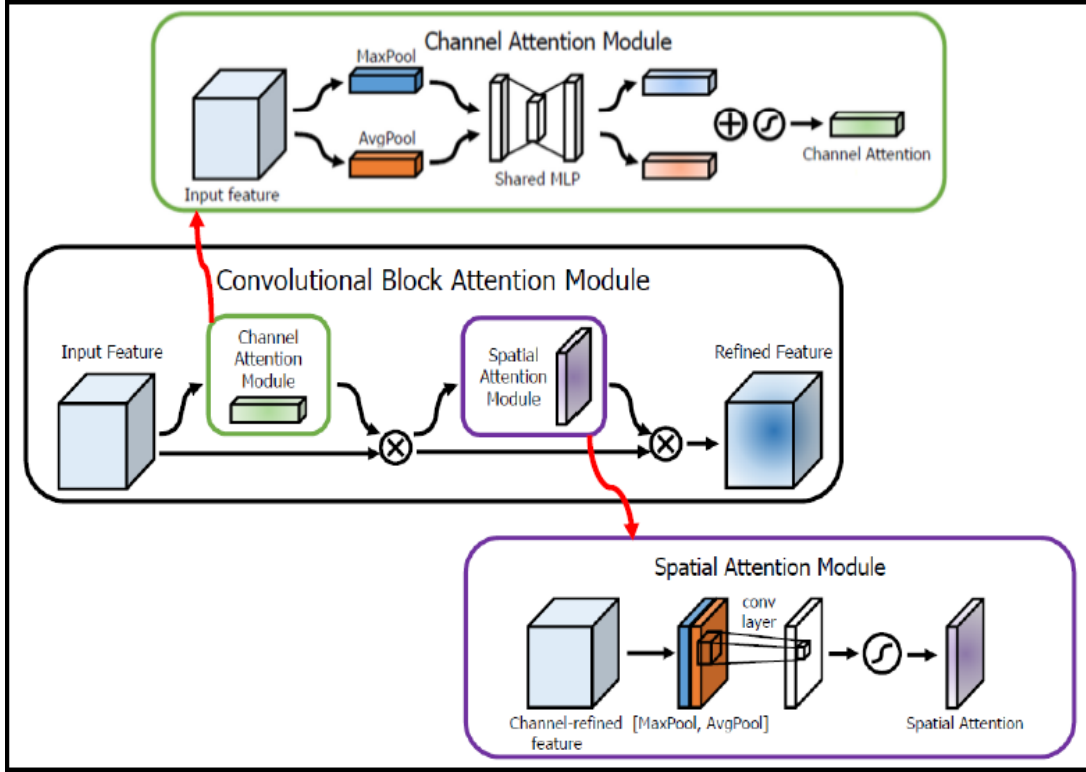 Channel Attention Module
MaxPool
AvgPool
Input feature
Shared MLP
Channel Attention
Convolutional Block Attention Module
Input Feature
Channel
Attention
Module
Spatial
Attention
Module
Refined Feature
Spatial Attention Module
conv
layer
Channel-refined
feature
[MaxPool, AvgPool]
Spatial Attention